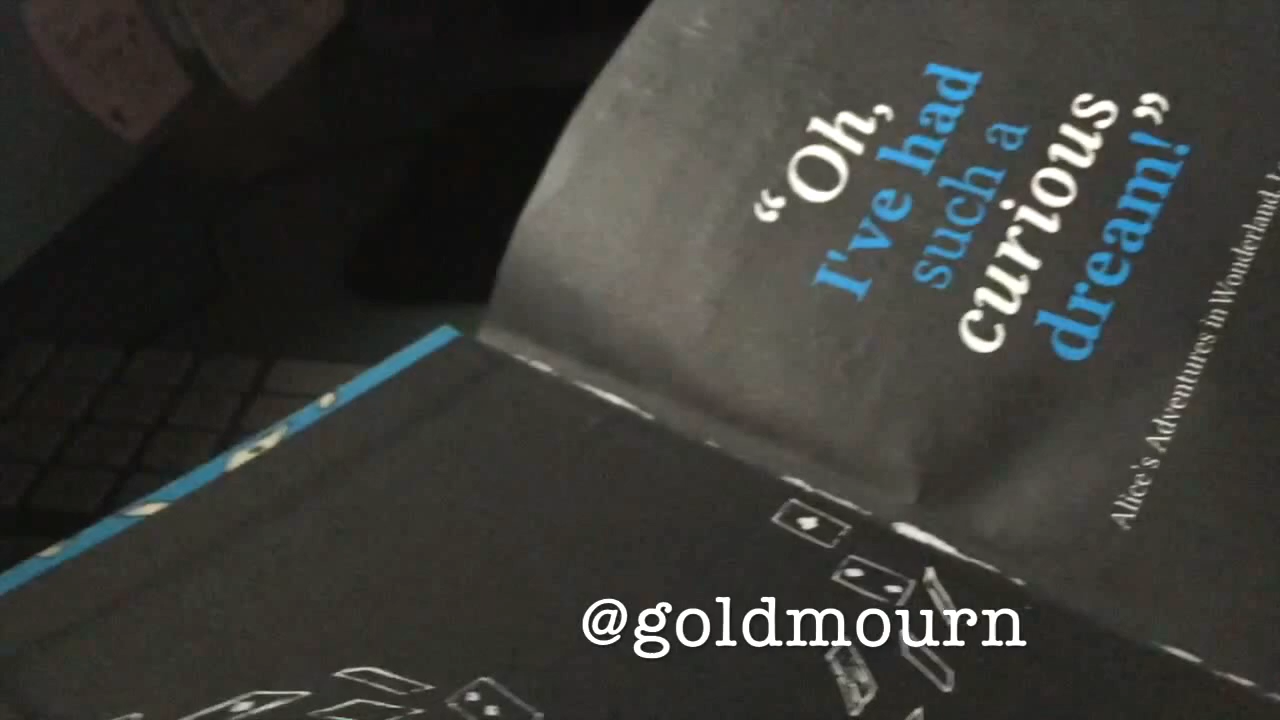 “Oh,
I've had
such a
curious
dream!”
Alice's Adventures in Wonderland,
@goldmourn